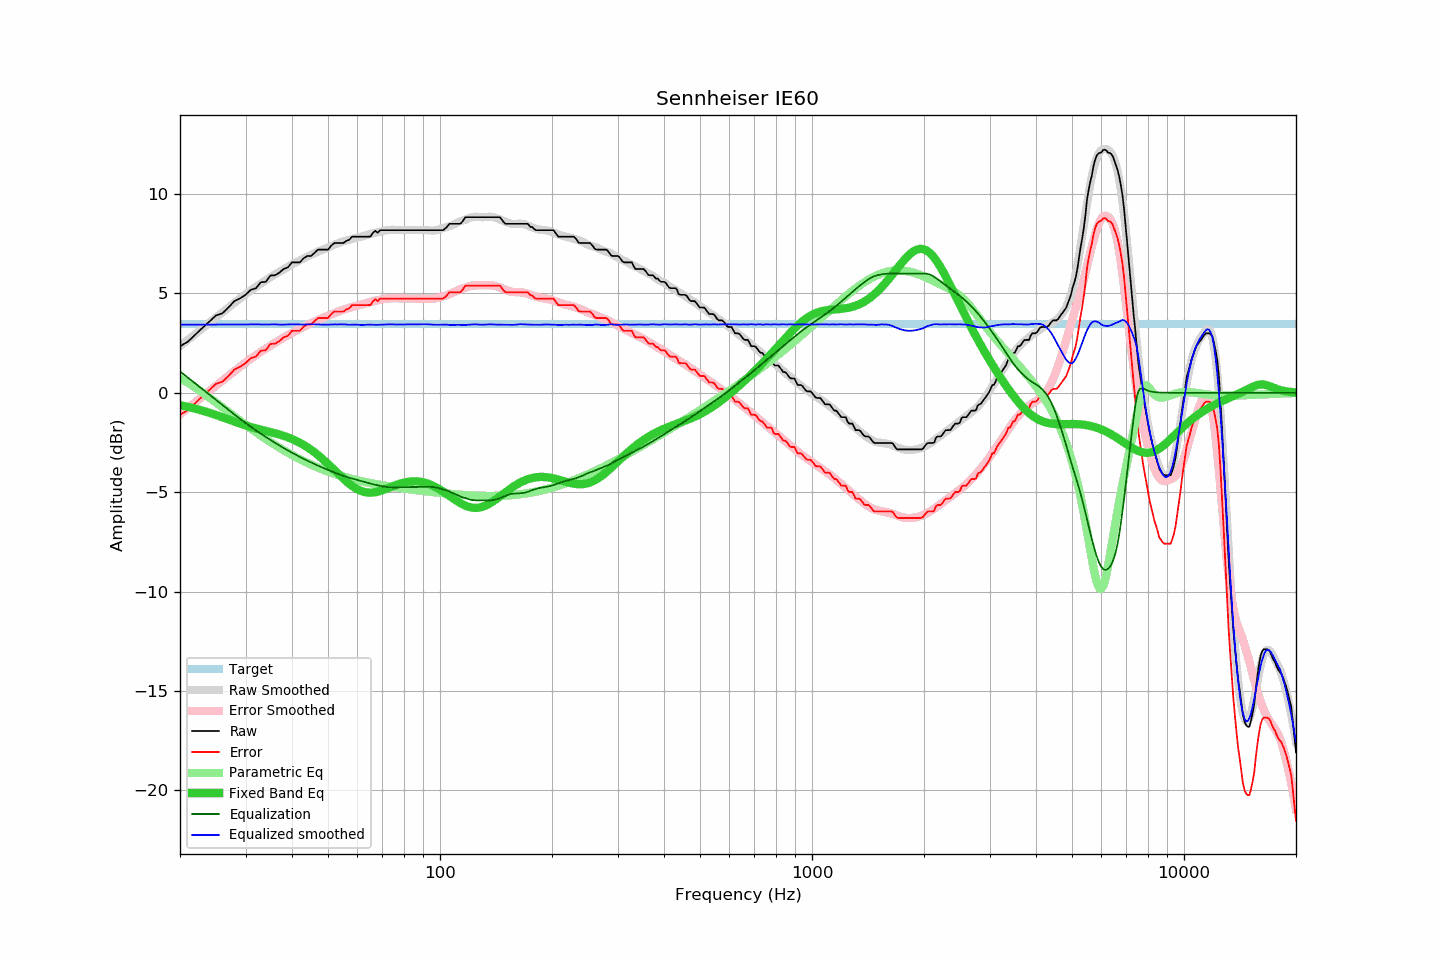 Sennheiser IE60
10
5
0
−5
−10
−15
−20
Amplitude (dBr)
Target
Raw Smoothed
Error Smoothed
Raw
Error
Parametric Eq
Fixed Band Eq
Equalization
Equalized smoothed
100 1000 10000
Frequency (Hz)